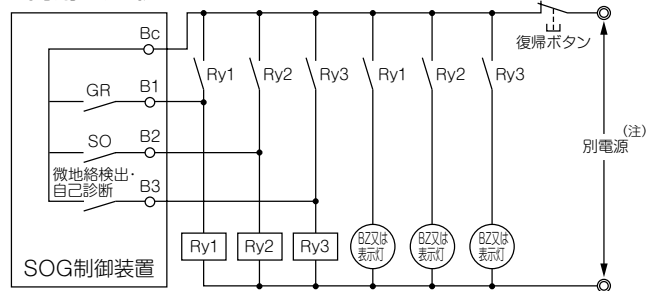 Bc
復帰ボタン
Ry1
Ry2
Ry3
Ry1
Ry2
Ry3
GR
B1
SO
B2
(注)
別電源
微地絡検出・
自己診断
B3
Ry1
Ry2
Ry3
BZ又は
表示灯
BZ又は
表示灯
BZ又は
表示灯
SOG制御装置